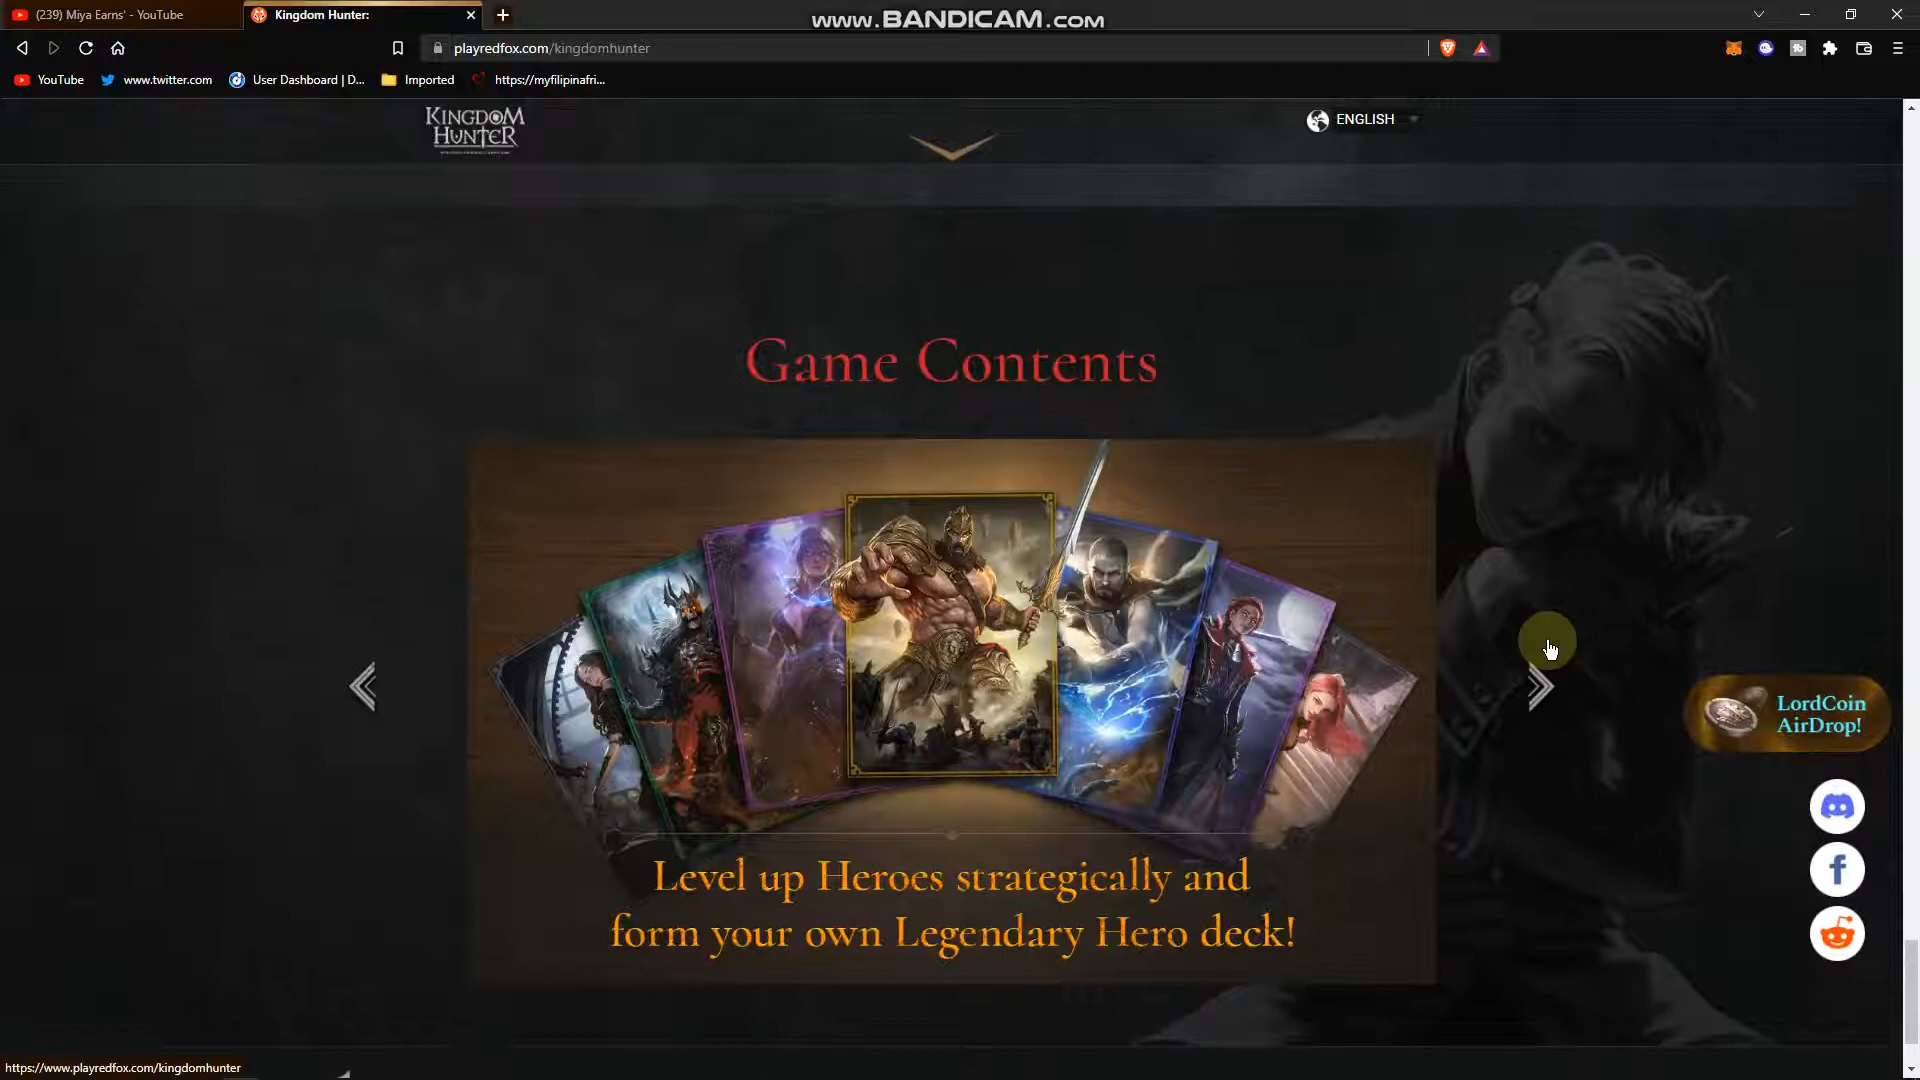 (239) Miya Earns' - YouTube
Kingdom Hunter:
www.BANDICAM.com
playredfox.com/kingdomhunter
YouTube
www.twitter.com
User Dashboard | D...
Imported
https://myfilipinafri...
KINGDOM
HUNTER
ENGLISH
Game Contents
LordCoin
AirDrop!
Level up Heroes strategically and
form your own Legendary Hero deck!
https://www.playredfox.com/kingdomhunter